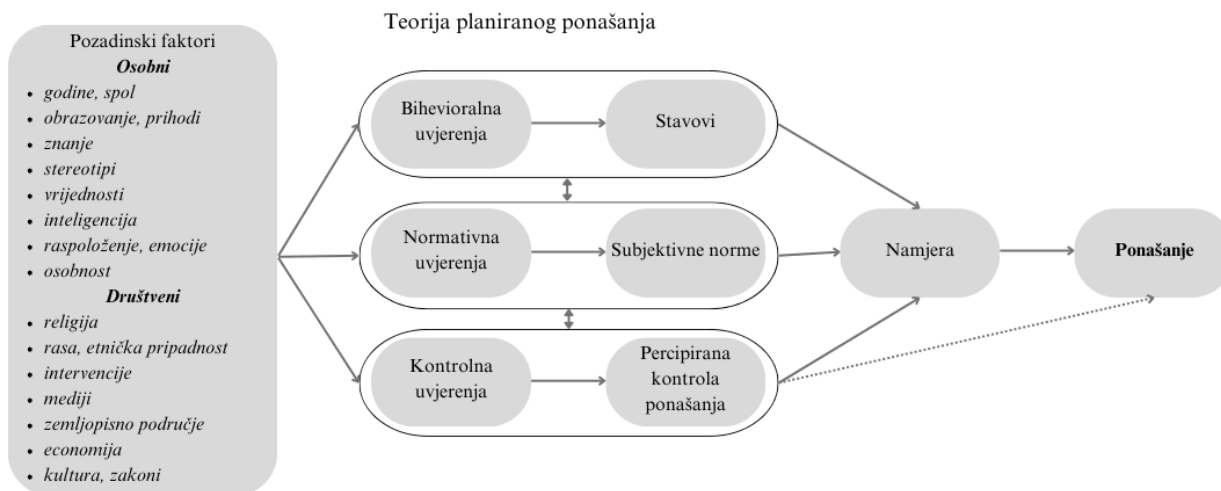 Teorija planiranog ponašanja
Pozadinski faktori
Osobni
• godine, spol
• obrazovanje, prihodi
• znanje
• stereotipi
• vrijednosti
• inteligencija
• raspoloženje, emocije
• osobnost
Društveni
• religija
• rasa, etnička pripadnost
• intervencije
• mediji
• zemljopisno područje
• ekonomija
• kultura, zakoni
Bihevioralna
uvjerenja
Stavovi
Normativna
uvjerenja
Subjektivne norme
Kontrolna
uvjerenja
Percipirana
kontrola
ponašanja
Namjera
Ponašanje